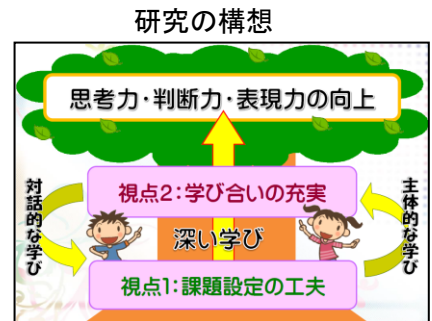 研究の構想
思考力・判断力・表現力の向上
視点2:学び合いの充実
対話的な学び
主体的な学び
深い学び
視点1:課題設定の工夫